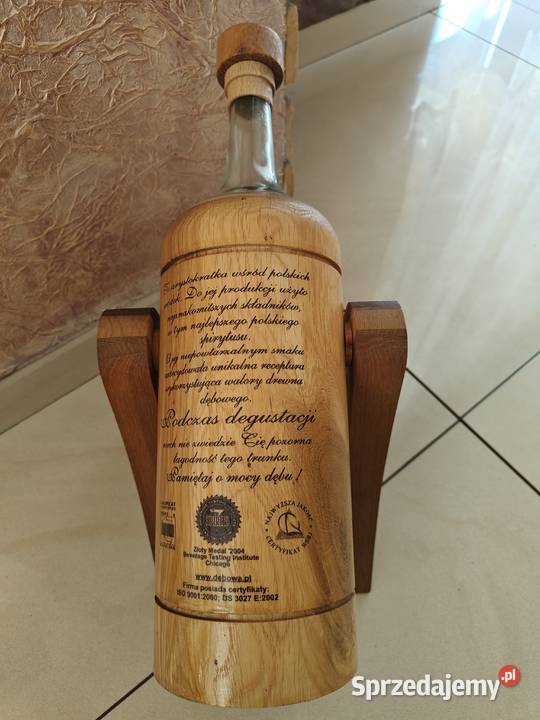 arystokratka wśród polskich
Do jej produkcji użyto
najznakomitszych składników,
w tym najlepszego polskiego
spirytusu.
O jej niepowtarzalnym smaku
zadecydowała unikalna receptura
wykorzystująca walory drewna
dębowego.
Podczas degustacji
niech nie zwiedzie Cię pozorna
łagodność tego trunku.
Pamiętaj o mocy dębu!
NAJWYŻSZA JAKOŚĆ
CERTYFIKAT
Złoty Medal '2004
Beverage Testing Institute
Chicago
www.debowa.pl
Firma posiada certyfikaty:
ISO 9001:2000; DS 3027 E:2002
Sprzedajemy.pl